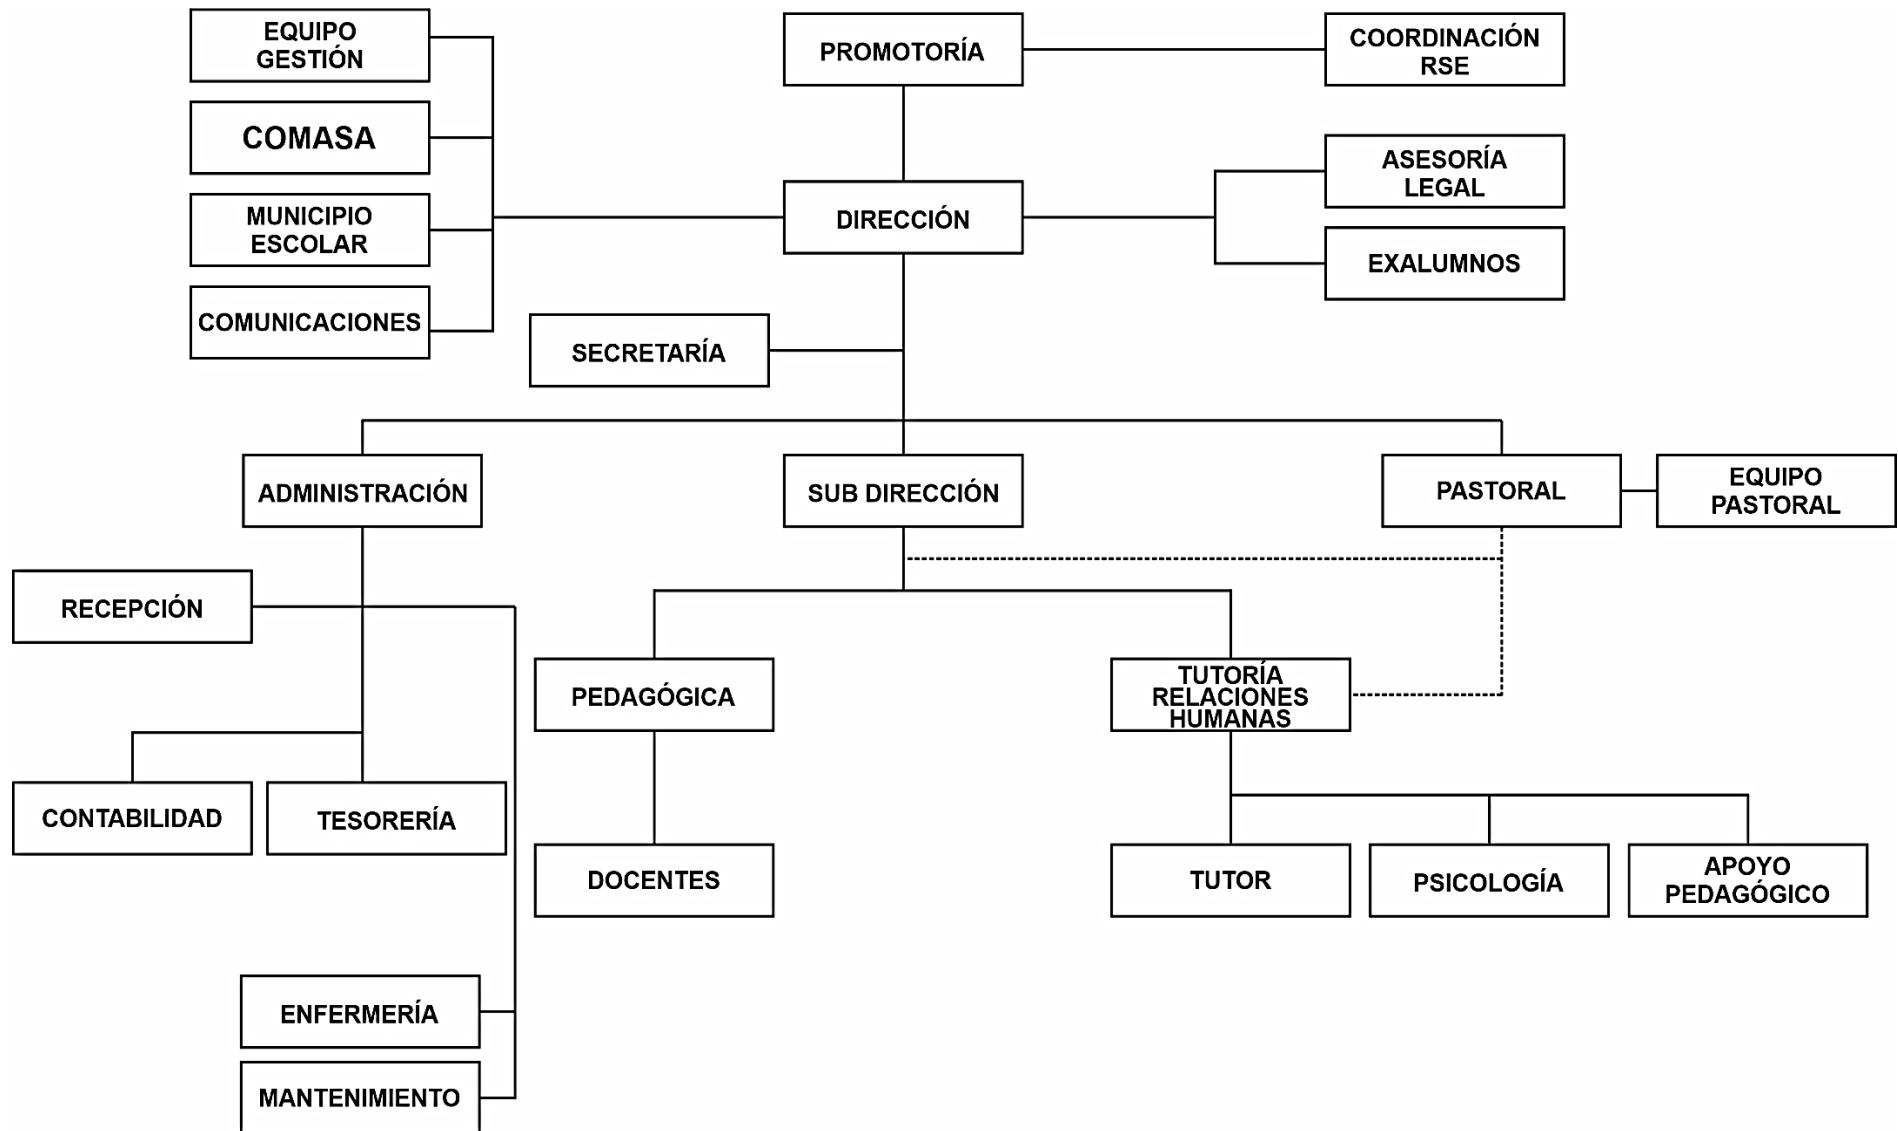 EQUIPO
GESTIÓN
PROMOTORÍA
COORDINACIÓN
RSE
COMASA
ASESORÍA
LEGAL
MUNICIPIO
ESCOLAR
DIRECCIÓN
EXALUMNOS
COMUNICACIONES
SECRETARÍA
ADMINISTRACIÓN
SUB DIRECCIÓN
PASTORAL
EQUIPO
PASTORAL
RECEPCIÓN
PEDAGÓGICA
TUTORÍA
RELACIONES
HUMANAS
CONTABILIDAD
TESORERÍA
DOCENTES
TUTOR
PSICOLOGÍA
APOYO
PEDAGÓGICO
ENFERMERÍA
MANTENIMIENTO